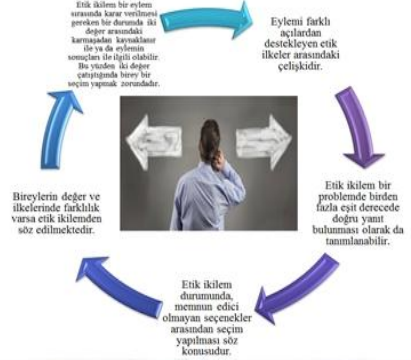 Etik ikilem bir eylem
sırasında karar verilmesi
gereken bir durumda iki
değer arasındaki
karmaşadan kaynaklanır
ile ya da eylemin
sonuçları ile ilgili olabilir.
Bu yüzden iki değer
çatıştığında birey bir
seçim yapmak zorundadır.
Eylemi farklı
açılardan
destekleyen etik
ilkeler arasındaki
çelişkidir.
Etik ikilem bir
problemde birden
fazla eşit derecede
doğru yanıt
bulunması olarak da
tanımlanabilir.
Etik ikilem
durumunda,
memnun edici
olmayan seçenekler
arasından seçim
yapılması söz
konusudur.
Bireylerin değer ve
ilkelerinde farklılık
varsa etik ikilemden
söz edilmektedir.